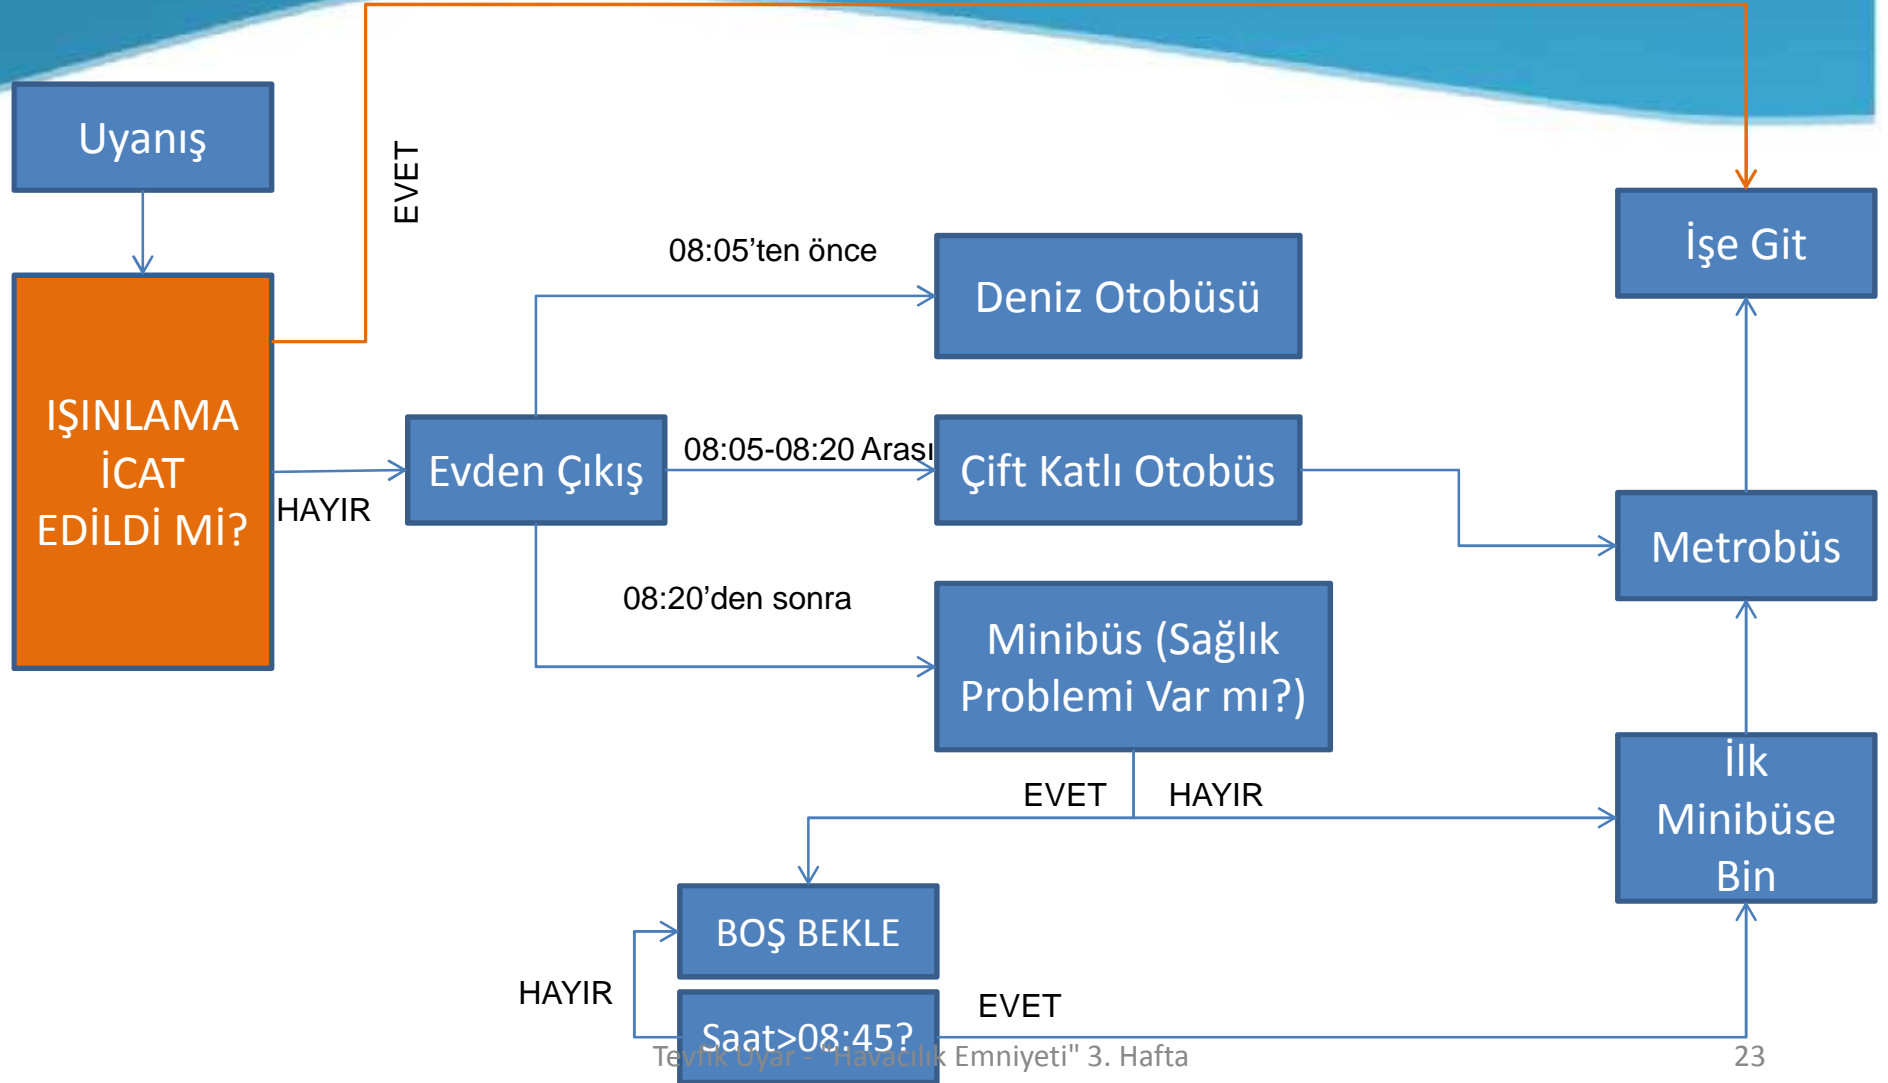 Uyanış
EVET
IŞINLAMA
İCAT
EDİLDİ Mİ?
HAYIR
Evden Çıkış
08:05’ten önce
Deniz Otobüsü
08:05-08:20 Arası
Çift Katlı Otobüs
08:20’den sonra
Minibüs (Sağlık
Problemi Var mı?)
İşe Git
Metrobüs
EVET
HAYIR
İlk
Minibüse
Bin
BOŞ BEKLE
HAYIR
Saat>08:45?
EVET
Tevfik Uyar - "Havacılık Emniyeti" 3. Hafta
23